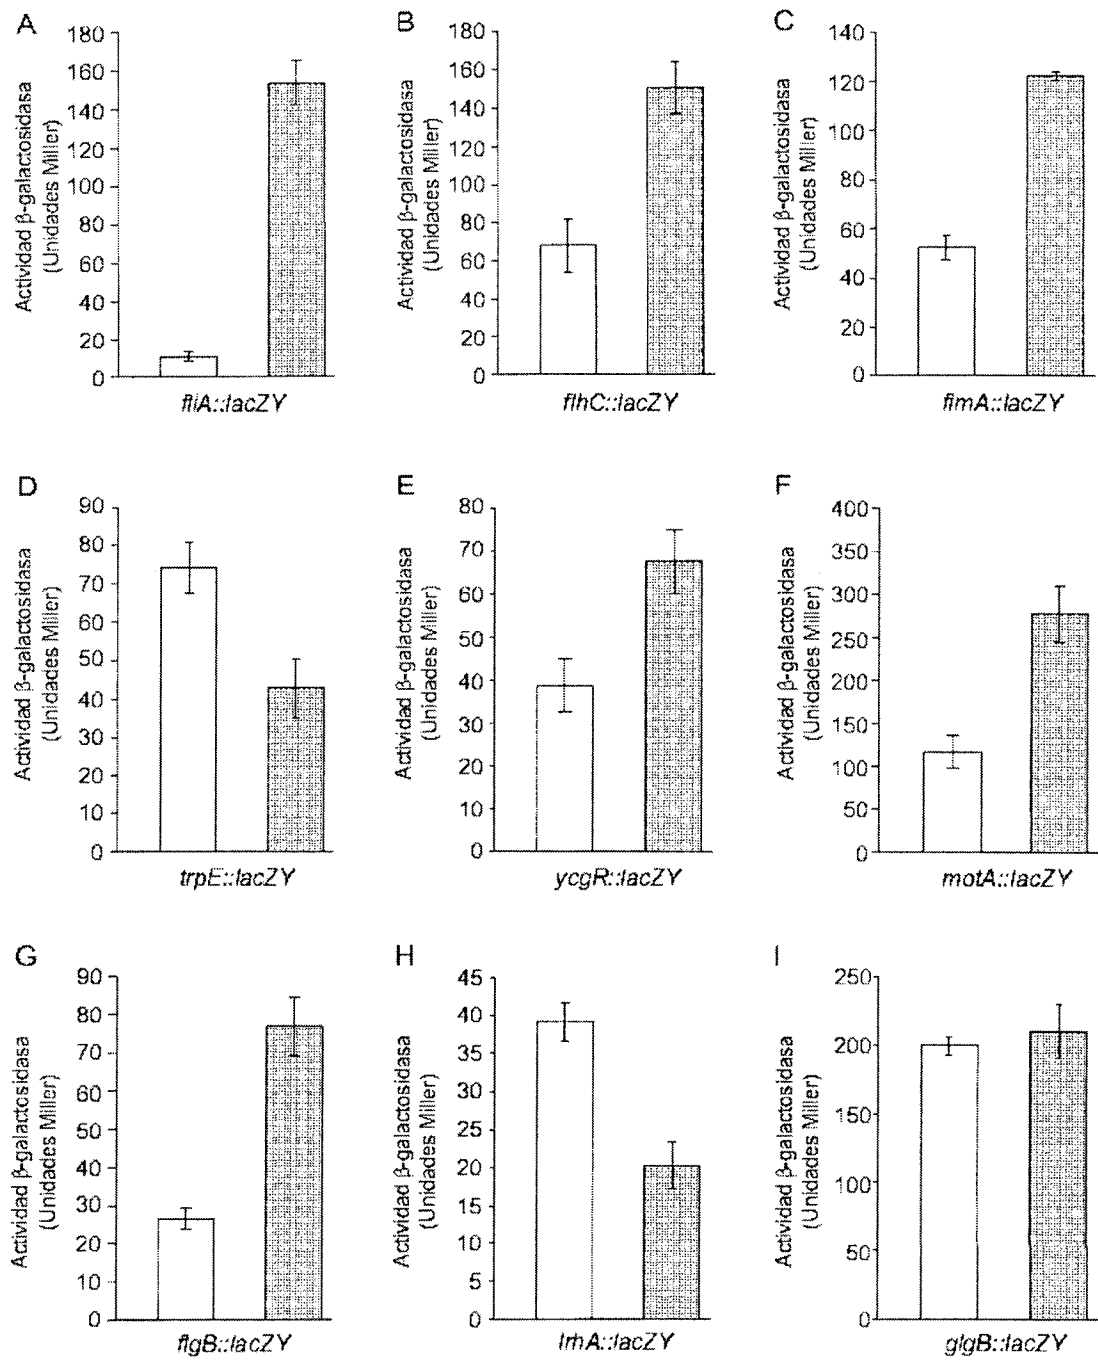 A
Actividad β-galactosidasa
(Unidades Miller)
180
160
140
120
100
80
60
40
20
10
0
fliA::lacZY
B
Actividad β-galactosidasa
(Unidades Miller)
180
160
140
120
100
80
60
40
20
0
flhC::lacZY
C
Actividad β-galactosidasa
(Unidades Miller)
140
120
100
80
60
40
20
0
fimA::lacZY
D
Actividad β-galactosidasa
(Unidades Miller)
90
80
70
60
50
40
30
20
10
0
trpE::lacZY
E
Actividad β-galactosidasa
(Unidades Miller)
80
70
60
50
40
30
20
10
0
ycgR::lacZY
F
Actividad β-galactosidasa
(Unidades Miller)
400
350
300
250
200
150
100
50
0
motA::lacZY
G
Actividad β-galactosidasa
(Unidades Miller)
90
80
70
60
50
40
30
20
10
0
flgB::lacZY
H
Actividad β-galactosidasa
(Unidades Miller)
45
40
35
30
25
20
15
10
5
0
lrhA::lacZY
I
Actividad β-galactosidasa
(Unidades Miller)
250
200
150
100
50
0
glgB::lacZY